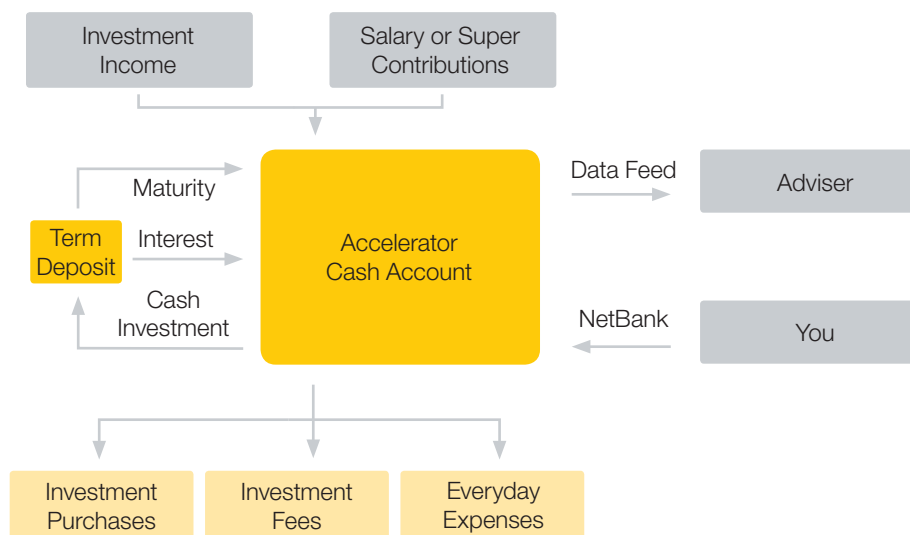 Investment
Income
Salary or Super
Contributions
Maturity
Term
Deposit
Interest
Cash
Investment
Accelerator
Cash Account
Data Feed
Adviser
NetBank
You
Investment
Purchases
Investment
Fees
Everyday
Expenses